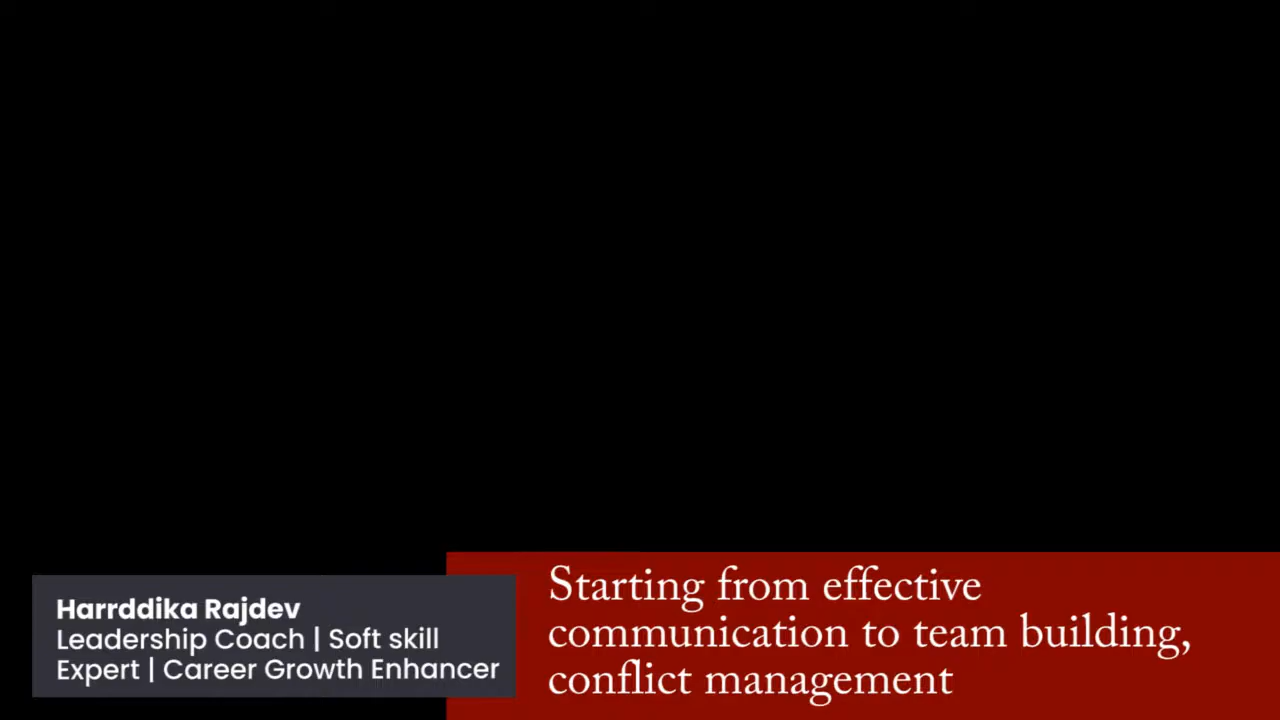 Harrddika Rajdev
Leadership Coach | Soft skill
Expert | Career Growth Enhancer
Starting from effective
communication to team building,
conflict management